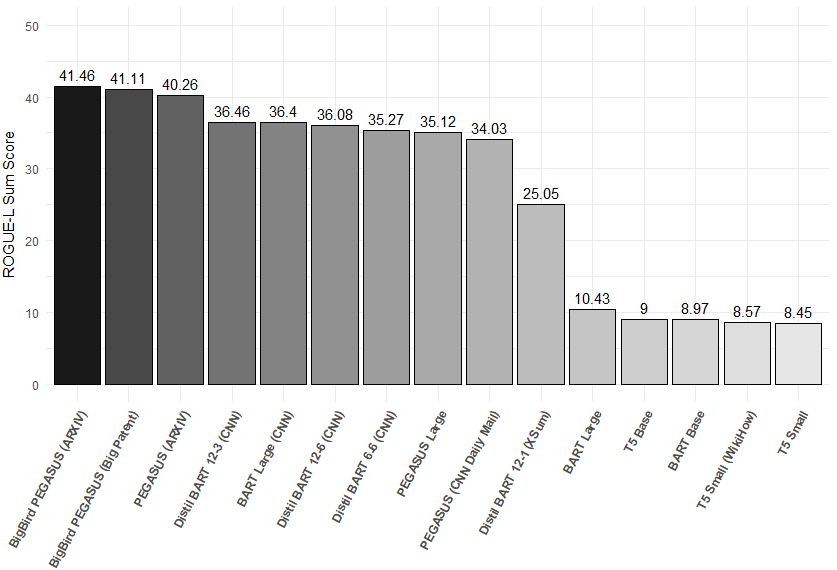 ROGUE-L Sum Score
50
40
30
20
10
0
41.46
41.11
40.26
36.46
36.4
36.08
35.27
35.12
34.03
25.05
10.43
9
8.97
8.57
8.45
BigBird PEGASUS (ARXIV)
BigBird PEGASUS (Big Patent)
PEGASUS (ARXIV)
Distil BART 12-3 (CNN)
BART Large (CNN)
Distil BART 12-6 (CNN)
Distil BART 6-6 (CNN)
PEGASUS Large
PEGASUS (CNN Daily Mail)
Distil BART 12-1 (XSum)
BART Large
T5 Base
BART Base
T5 Small (WikiHow)
T5 Small